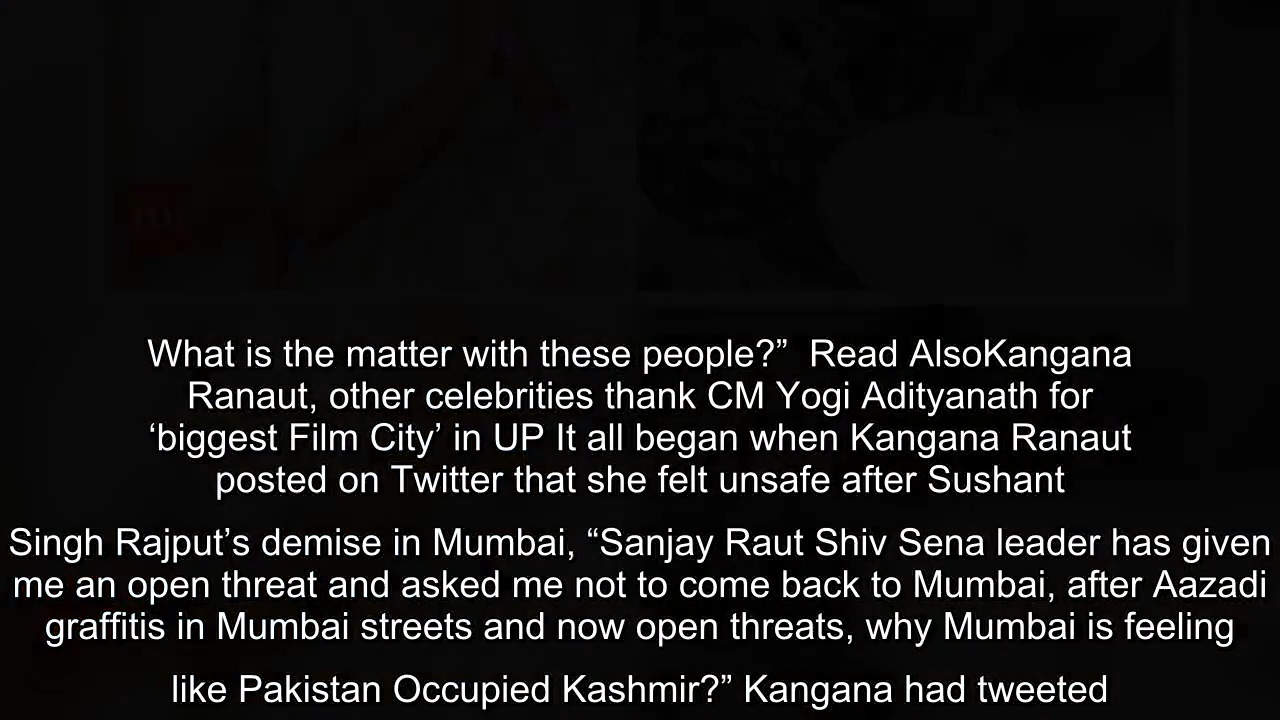 What is the matter with these people?”  Read AlsoKangana
Ranaut, other celebrities thank CM Yogi Adityanath for
‘biggest Film City’ in UP It all began when Kangana Ranaut
posted on Twitter that she felt unsafe after Sushant
Singh Rajput’s demise in Mumbai, “Sanjay Raut Shiv Sena leader has given
me an open threat and asked me not to come back to Mumbai, after Aazadi
graffitis in Mumbai streets and now open threats, why Mumbai is feeling
like Pakistan Occupied Kashmir?” Kangana had tweeted